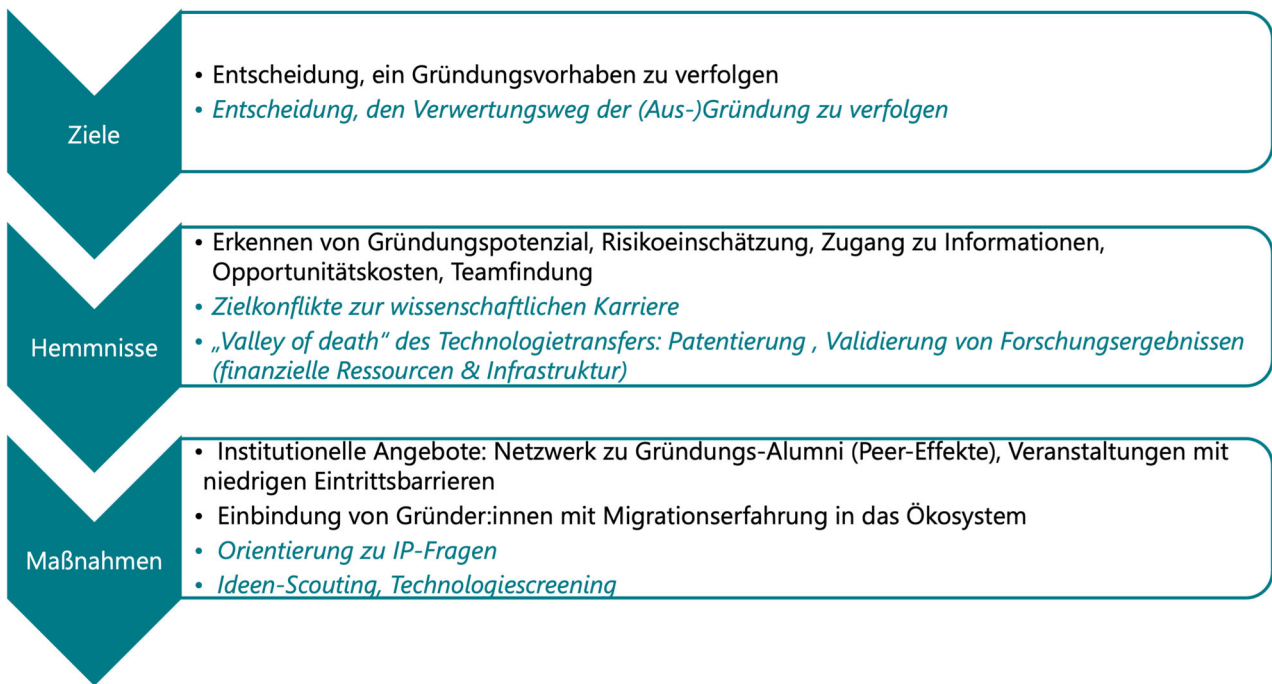 Ziele
• Entscheidung, ein Gründungsvorhaben zu verfolgen
• Entscheidung, den Verwertungsweg der (Aus-)Gründung zu verfolgen
Hemmnisse
• Erkennen von Gründungspotenzial, Risikoeinschätzung, Zugang zu Informationen,
Opportunitätskosten, Teamfindung
• Zielkonflikte zur wissenschaftlichen Karriere
• „Valley of death“ des Technologietransfers: Patentierung , Validierung von Forschungsergebnissen
(finanzielle Ressourcen & Infrastruktur)
Maßnahmen
• Institutionelle Angebote: Netzwerk zu Gründungs-Alumni (Peer-Effekte), Veranstaltungen mit
niedrigen Eintrittsbarrieren
• Einbindung von Gründer:innen mit Migrationserfahrung in das Ökosystem
• Orientierung zu IP-Fragen
• Ideen-Scouting, Technologiescreening